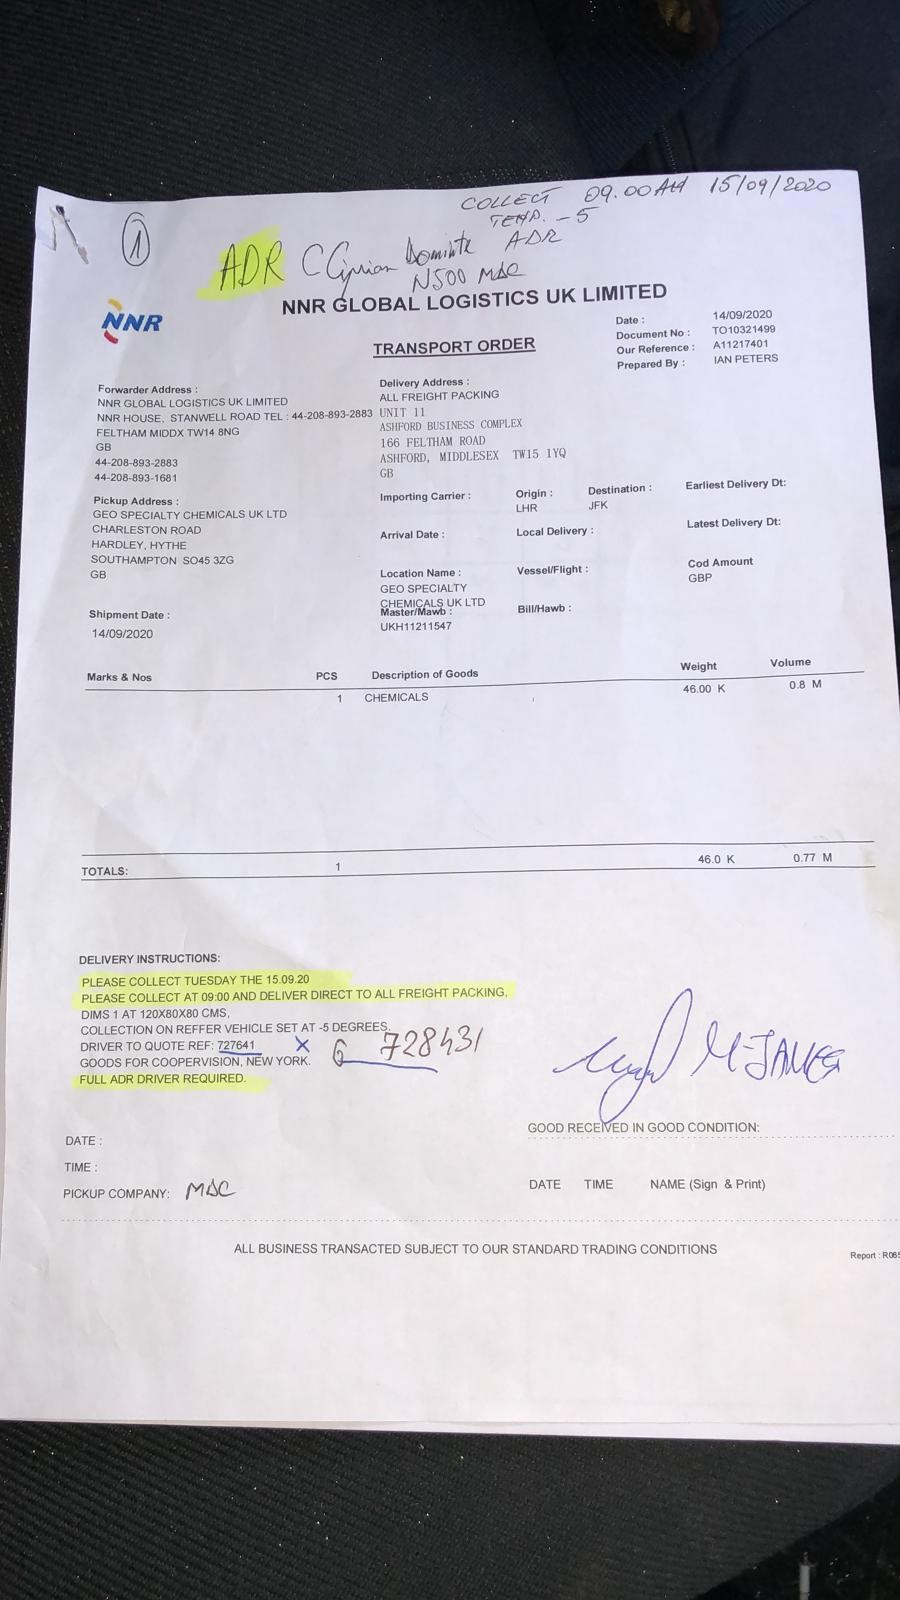 COLLECT 09.00AM 15/09/2020
TEMP. -5
1
ADR C Ciprian Dominte ADR
N500 MAC
NNR
NNR GLOBAL LOGISTICS UK LIMITED
TRANSPORT ORDER
Date : 14/09/2020
Document No : TO10321499
Our Reference : A11217401
Prepared By : IAN PETERS
Forwarder Address :
NNR GLOBAL LOGISTICS UK LIMITED
NNR HOUSE, STANWELL ROAD TEL : 44-208-893-2883
FELTHAM MIDDX TW14 8NG
GB
44-208-893-2883
44-208-893-1681
Delivery Address :
ALL FREIGHT PACKING
UNIT 11
ASHFORD BUSINESS COMPLEX
166 FELTHAM ROAD
ASHFORD, MIDDLESEX TW15 1YQ
GB
Pickup Address :
GEO SPECIALTY CHEMICALS UK LTD
CHARLESTON ROAD
HARDLEY, HYTHE
SOUTHAMPTON SO45 3ZG
GB
Importing Carrier :
Origin :
LHR
Destination :
JFK
Earliest Delivery Dt:
Arrival Date :
Local Delivery :
Latest Delivery Dt:
Location Name :
GEO SPECIALTY
CHEMICALS UK LTD
Vessel/Flight :
Cod Amount
GBP
Master/Mawb :
UKH11211547
Bill/Hawb :
Shipment Date :
14/09/2020
Marks & Nos PCS Description of Goods Weight Volume
1 CHEMICALS 46.00 K 0.8 M
TOTALS: 1 46.0 K 0.77 M
DELIVERY INSTRUCTIONS:
PLEASE COLLECT TUESDAY THE 15.09.20
PLEASE COLLECT AT 09:00 AND DELIVER DIRECT TO ALL FREIGHT PACKING,
DIMS 1 AT 120X80X80 CMS,
COLLECTION ON REFFER VEHICLE SET AT -5 DEGREES.
DRIVER TO QUOTE REF: 727641 X G 728431
GOODS FOR COOPERVISION, NEW YORK.
FULL ADR DRIVER REQUIRED.
M-JAMES
GOOD RECEIVED IN GOOD CONDITION:
DATE :
TIME :
PICKUP COMPANY: MAC
DATE TIME NAME (Sign & Print)
ALL BUSINESS TRANSACTED SUBJECT TO OUR STANDARD TRADING CONDITIONS
Report : R065